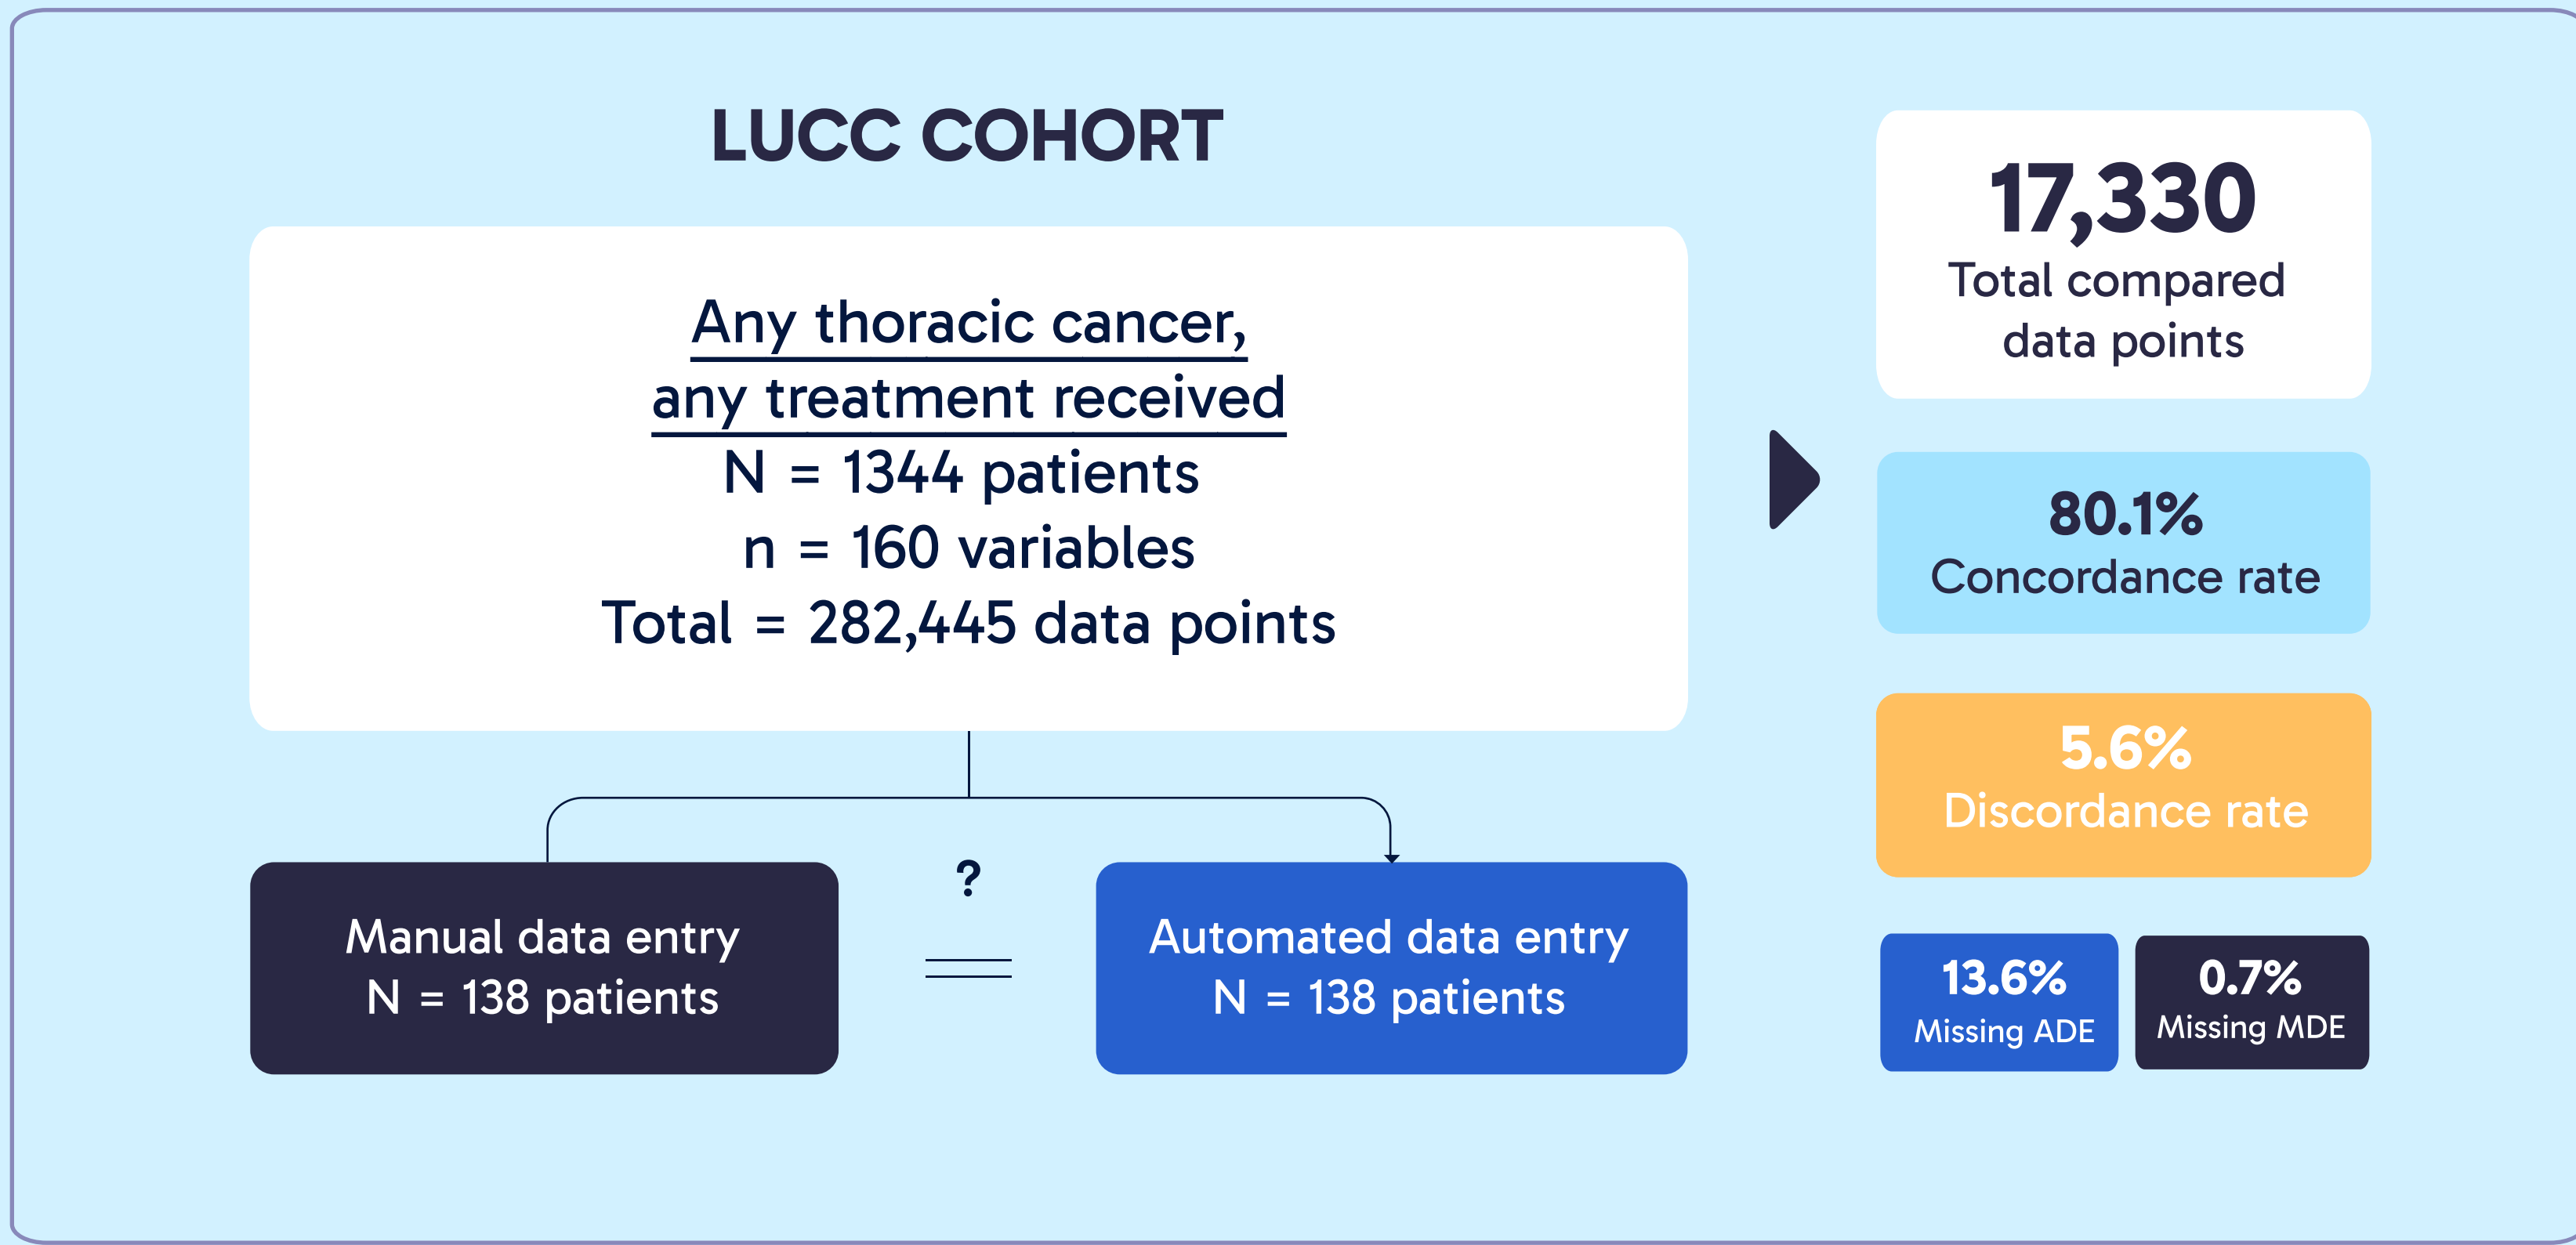 LUCC COHORT
Any thoracic cancer,
any treatment received
N = 1344 patients
n = 160 variables
Total = 282,445 data points
Manual data entry
N = 138 patients
?
=
Automated data entry
N = 138 patients
17,330
Total compared
data points
80.1%
Concordance rate
5.6%
Discordance rate
13.6%
Missing ADE
0.7%
Missing MDE